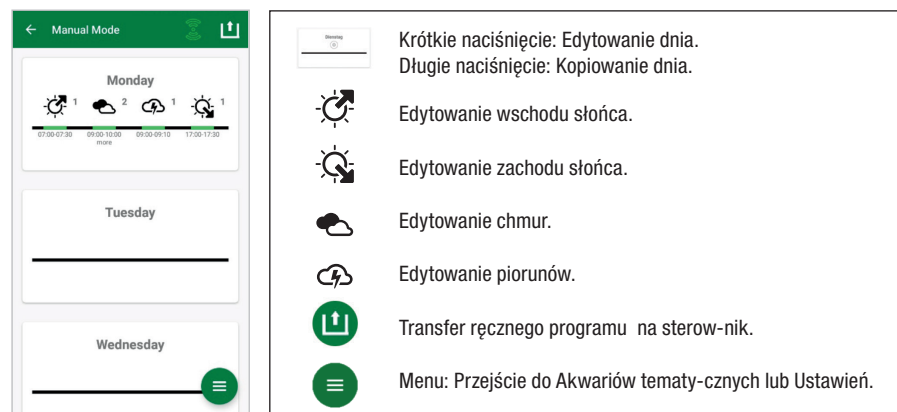 Manual Mode
Monday
1 2 1 1
07:00-07:30 09:00-10:00 09:00-09:10 17:00-17:30
more
Tuesday
Wednesday
Dienstag
Krótkie naciśnięcie: Edytowanie dnia.
Długie naciśnięcie: Kopiowanie dnia.
Edytowanie wschodu słońca.
Edytowanie zachodu słońca.
Edytowanie chmur.
Edytowanie piorunów.
Transfer ręcznego programu na sterow-nik.
Menu: Przejście do Akwariów tematy-cznych lub Ustawień.